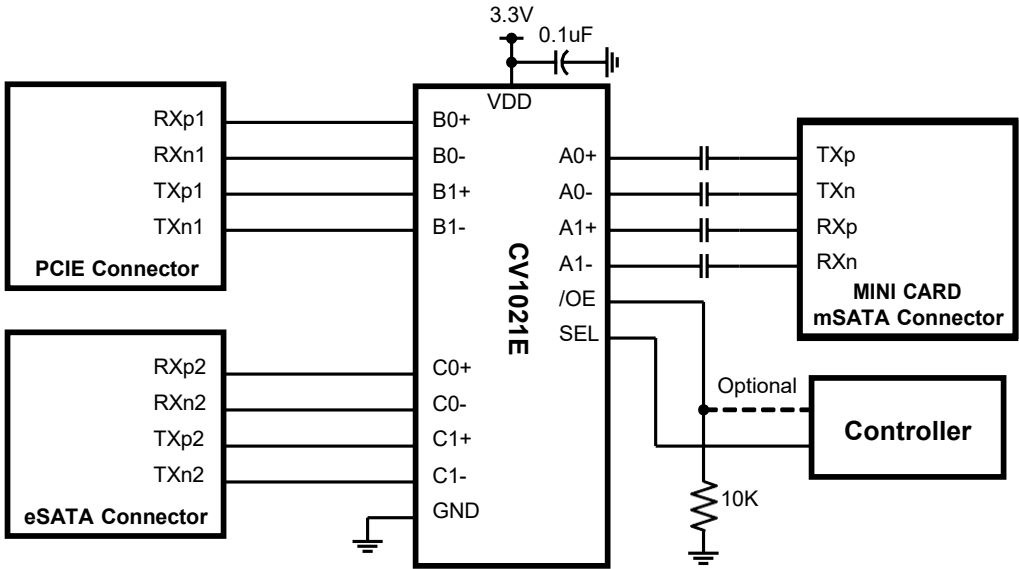 3.3V
0.1uF
VDD
RXp1
RXn1
TXp1
TXn1
PCIE Connector
RXp2
RXn2
TXp2
TXn2
eSATA Connector
B0+
B0-
B1+
B1-
C0+
C0-
C1+
C1-
GND
CV1021E
A0+
A0-
A1+
A1-
/OE
SEL
TXp
TXn
RXp
RXn
MINI CARD
mSATA Connector
Optional
Controller
10K